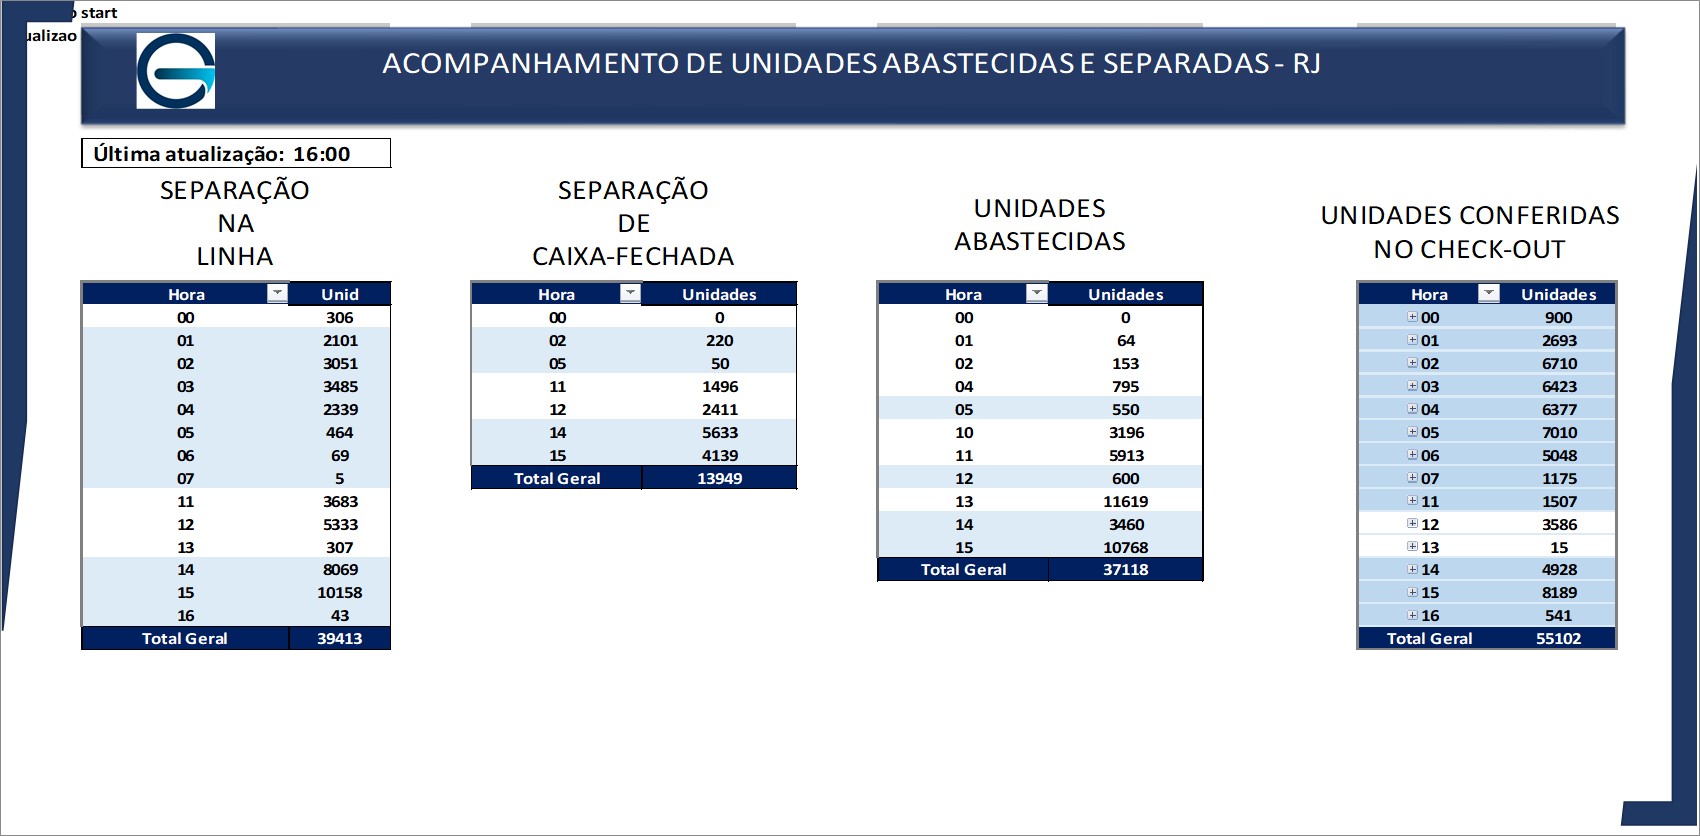 start
ualizao
ACOMPANHAMENTO DE UNIDADES ABASTECIDAS E SEPARADAS - RJ
Última atualização: 16:00
SEPARAÇÃO
NA
LINHA
Hora Unid
00 306
01 2101
02 3051
03 3485
04 2339
05 464
06 69
07 5
11 3683
12 5333
13 307
14 8069
15 10158
16 43
Total Geral 39413
SEPARAÇÃO
DE
CAIXA-FECHADA
Hora Unidades
00 0
02 220
05 50
11 1496
12 2411
14 5633
15 4139
Total Geral 13949
UNIDADES
ABASTECIDAS
Hora Unidades
00 0
01 64
02 153
04 795
05 550
10 3196
11 5913
12 600
13 11619
14 3460
15 10768
Total Geral 37118
UNIDADES CONFERIDAS
NO CHECK-OUT
Hora Unidades
00 900
01 2693
02 6710
03 6423
04 6377
05 7010
06 5048
07 1175
11 1507
12 3586
13 15
14 4928
15 8189
16 541
Total Geral 55102